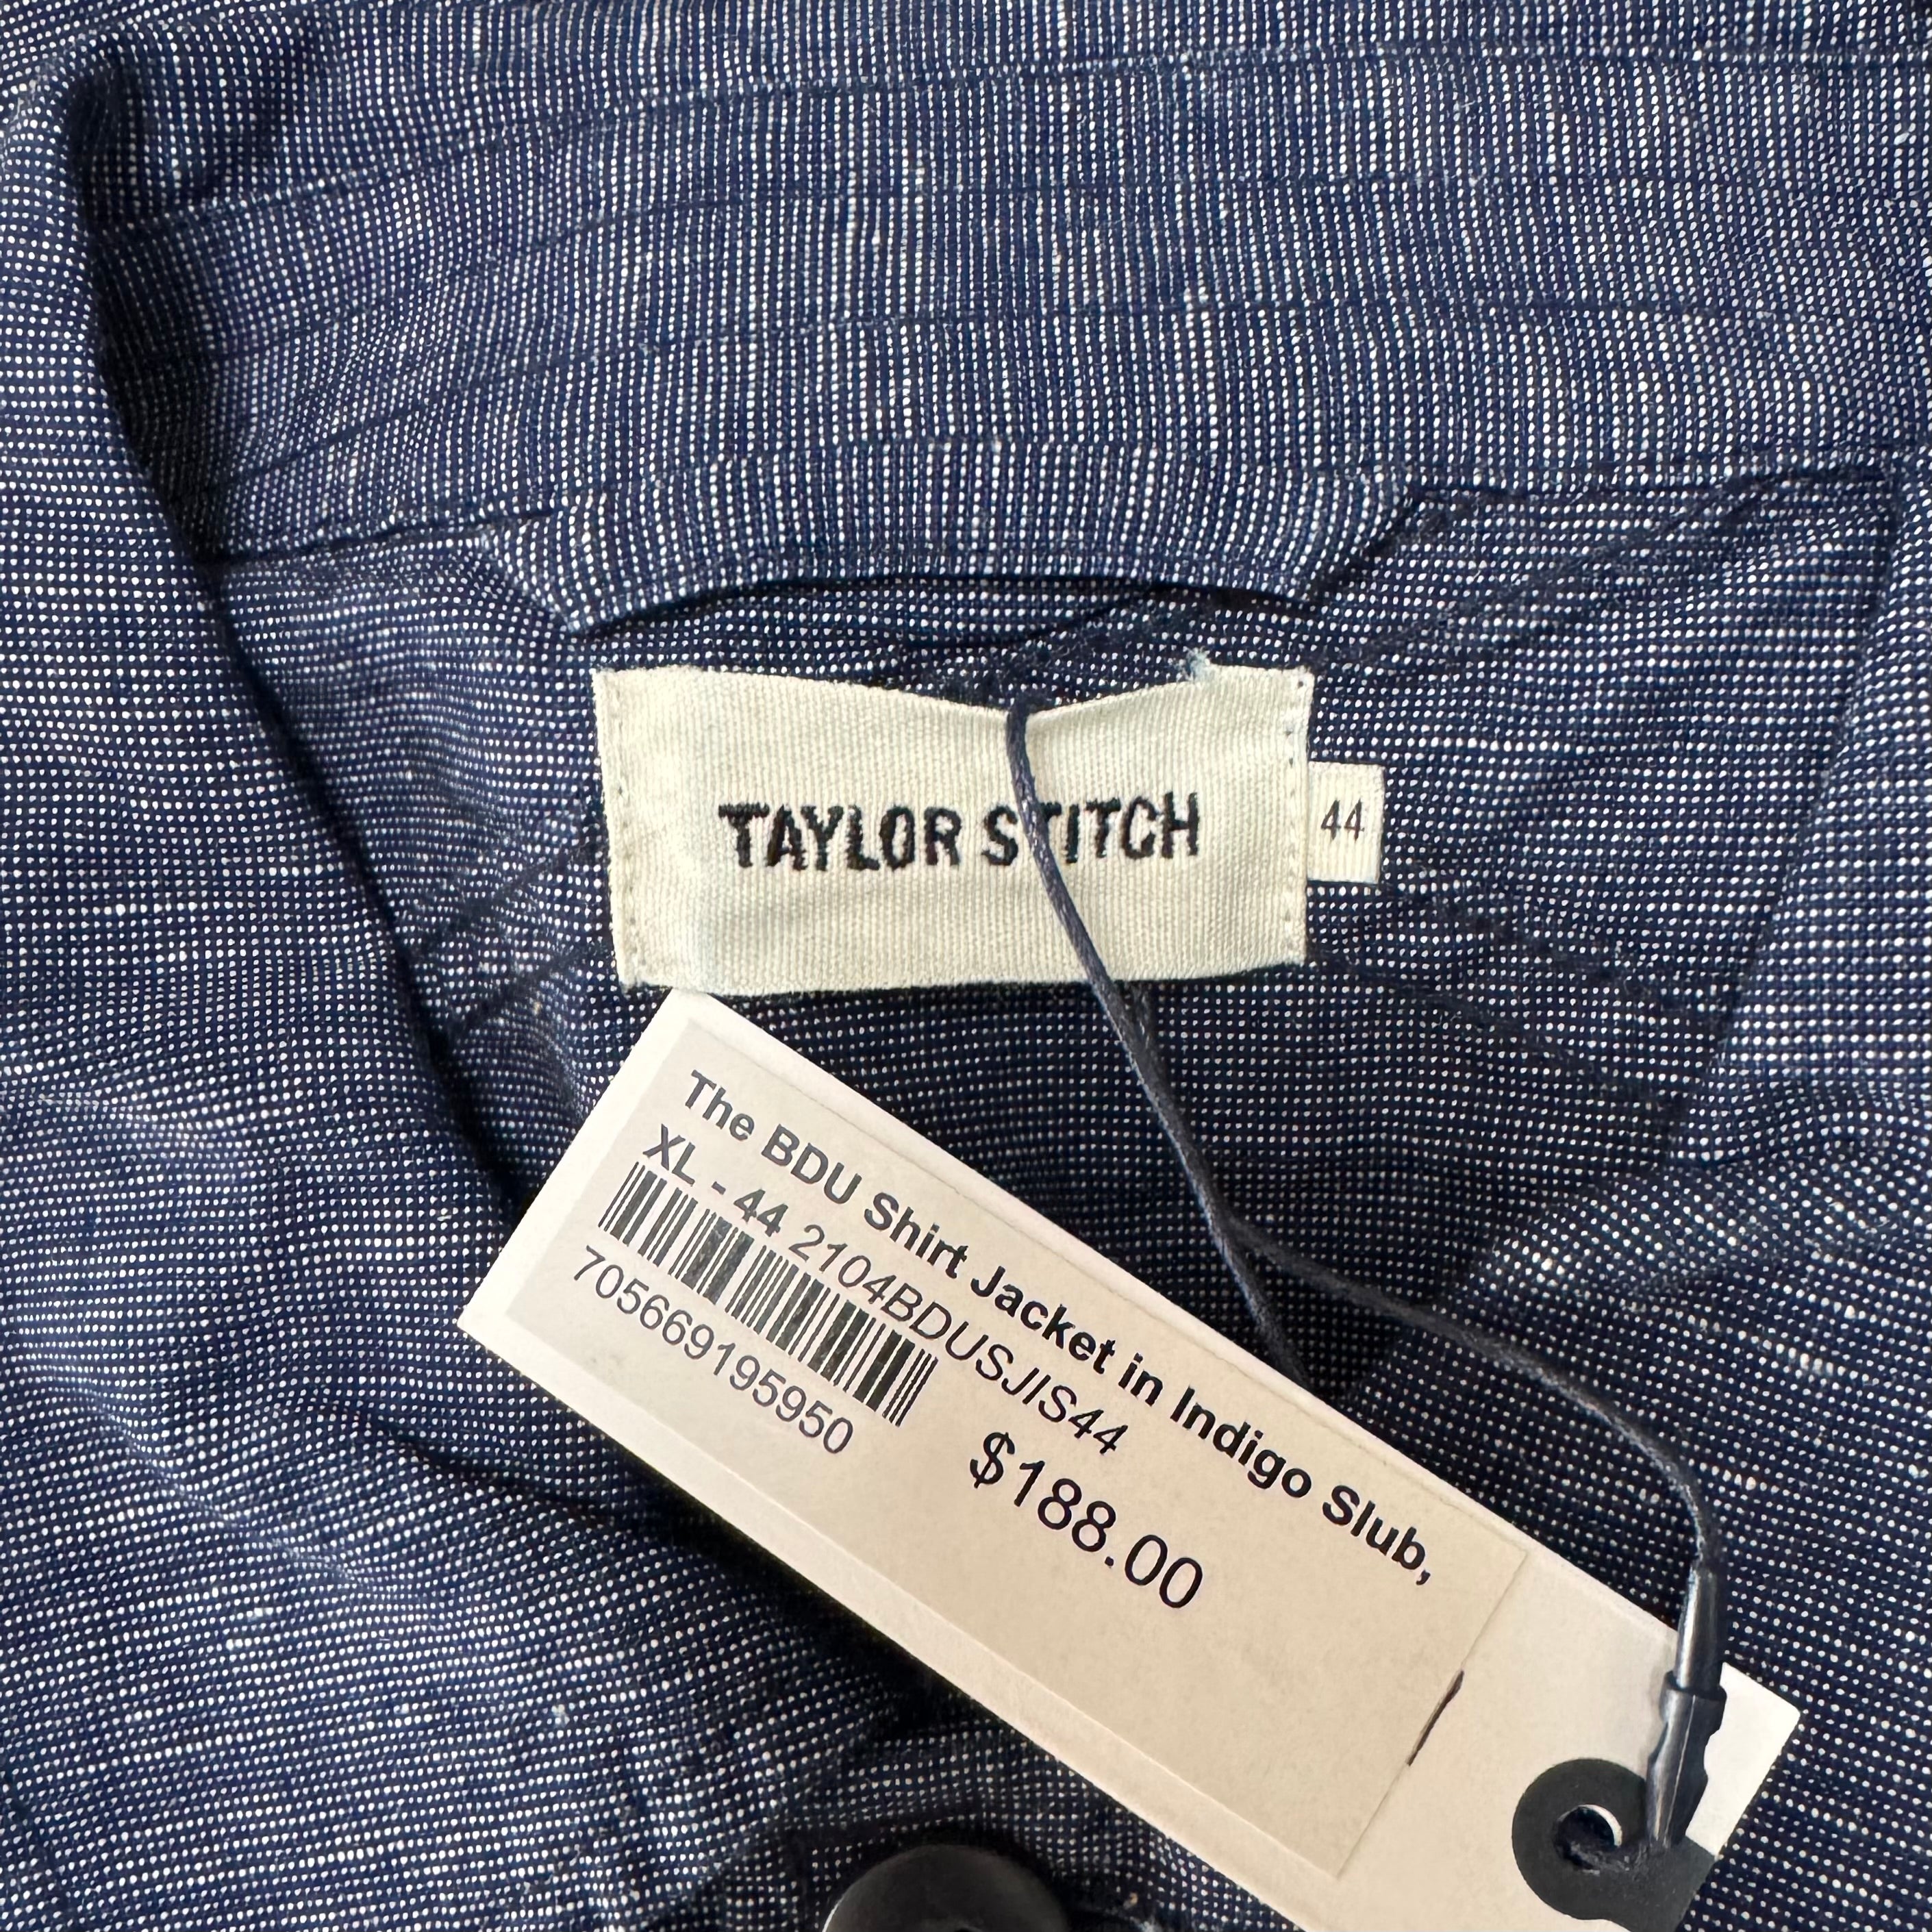 TAYLOR STITCH
44
The BDU Shirt Jacket in Indigo Slub,
XL - 44 2104BDUSJIS44
705669195950
$188.00